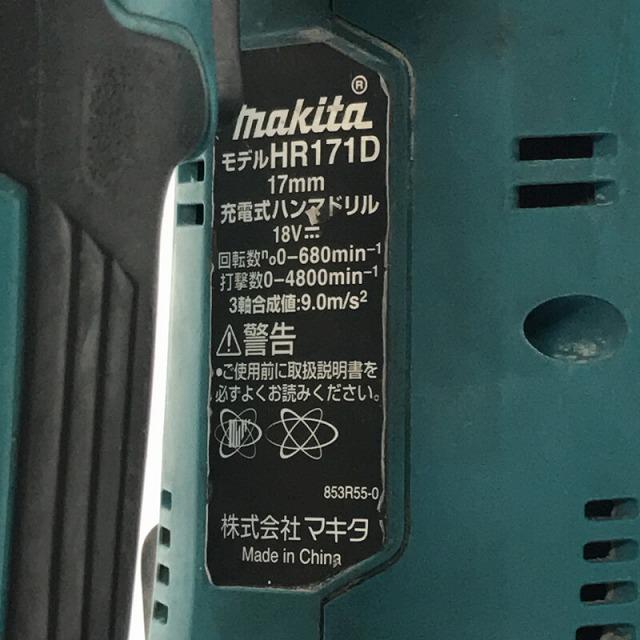 ®
makita
モデルHR171D
17mm
充電式ハンマドリル
18V⎓
回転数 n₀0-680min⁻¹
打撃数0-4800min⁻¹
3軸合成値:9.0m/s²
⚠警告
•ご使用前に取扱説明書を
必ずよくお読みください。
853R55-0
株式会社 マキタ
Made in China